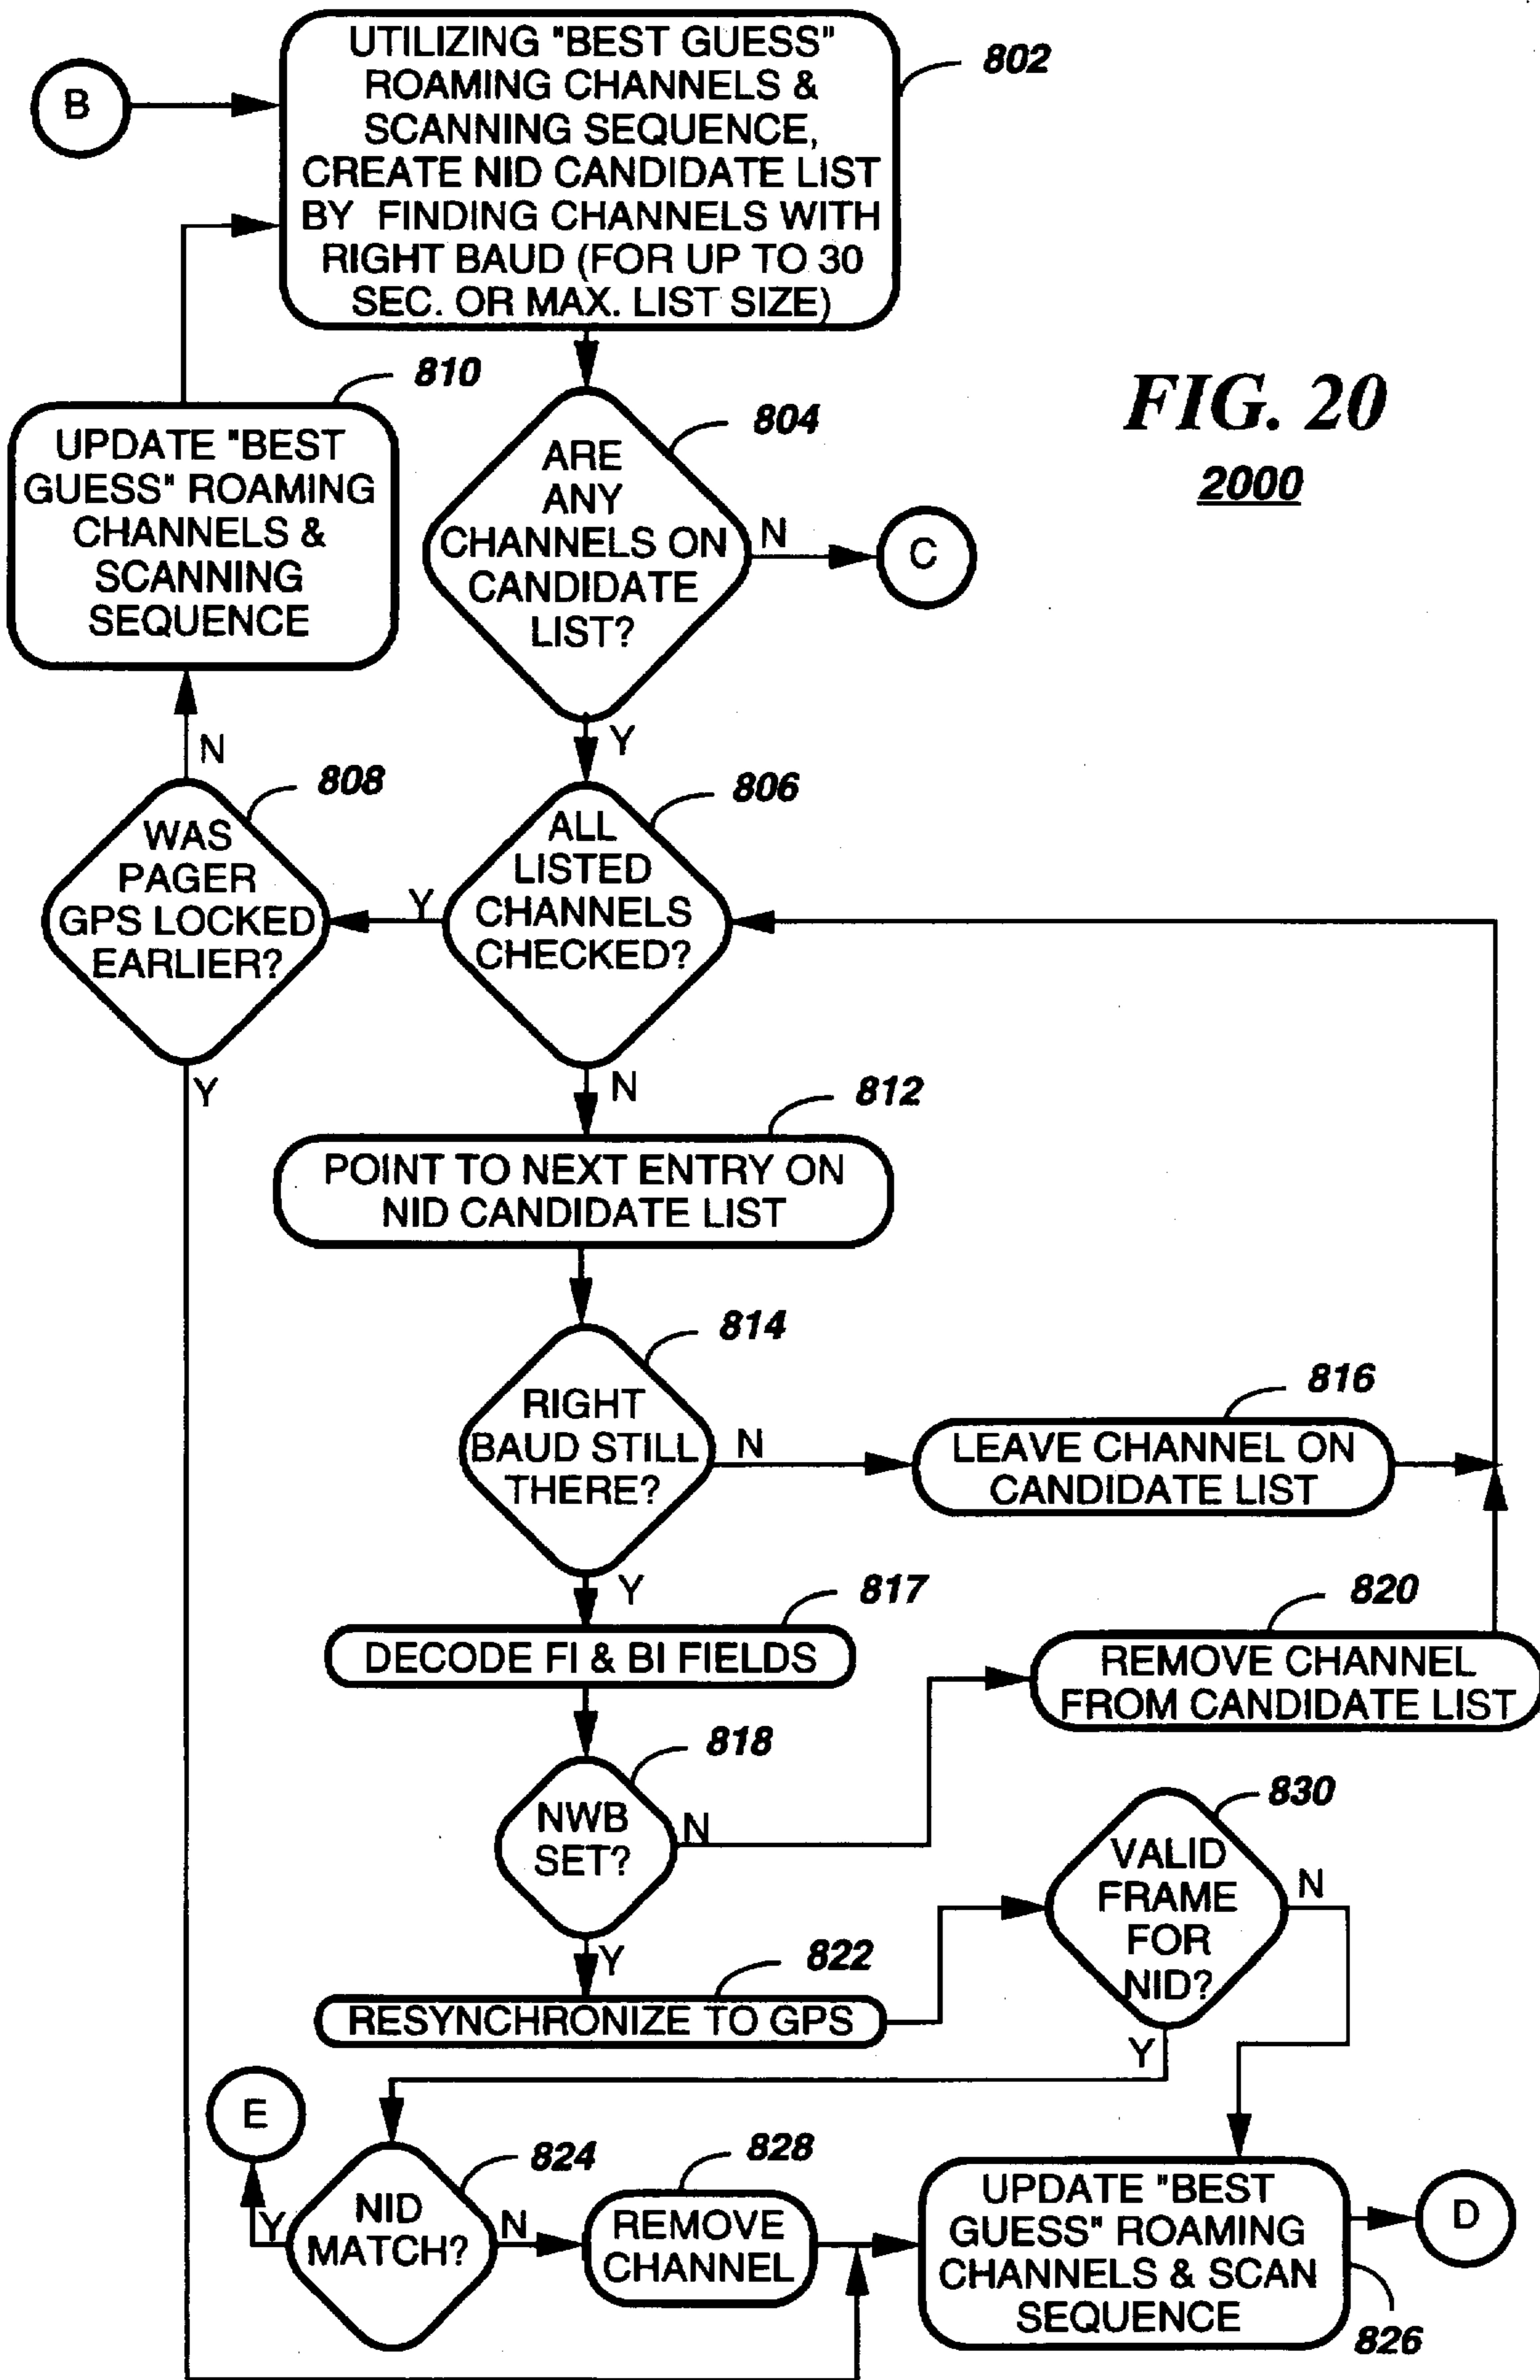 B
UTILIZING "BEST GUESS"
ROAMING CHANNELS &
SCANNING SEQUENCE,
CREATE NID CANDIDATE LIST
BY FINDING CHANNELS WITH
RIGHT BAUD (FOR UP TO 30
SEC. OR MAX. LIST SIZE)
802
FIG. 20
2000
810
UPDATE "BEST
GUESS" ROAMING
CHANNELS &
SCANNING
SEQUENCE
804
ARE
ANY
CHANNELS ON
CANDIDATE
LIST?
N
C
Y
N
808
WAS
PAGER
GPS LOCKED
EARLIER?
Y
806
ALL
LISTED
CHANNELS
CHECKED?
Y
N
812
POINT TO NEXT ENTRY ON
NID CANDIDATE LIST
814
RIGHT
BAUD STILL
THERE?
N
816
LEAVE CHANNEL ON
CANDIDATE LIST
Y
817
DECODE FI & BI FIELDS
820
REMOVE CHANNEL
FROM CANDIDATE LIST
818
NWB
SET?
N
Y
830
VALID
FRAME
FOR
NID?
N
822
RESYNCHRONIZE TO GPS
Y
E
824
NID
MATCH?
Y
N
828
REMOVE
CHANNEL
UPDATE "BEST
GUESS" ROAMING
CHANNELS & SCAN
SEQUENCE
826
D